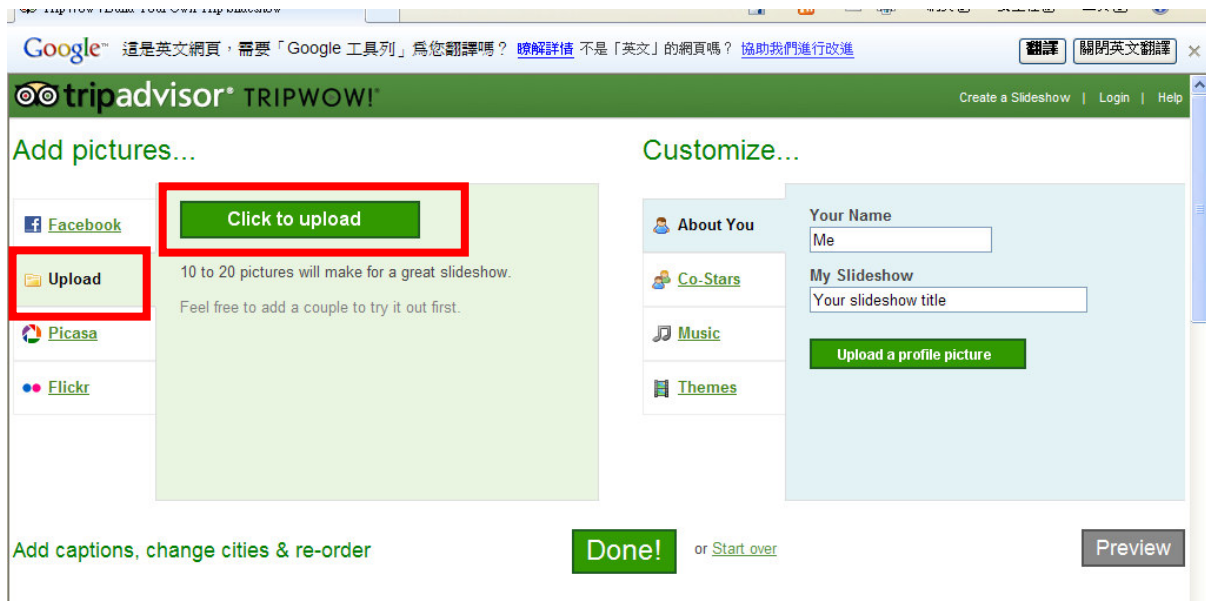 Google™ 這是英文網頁，需要「Google 工具列」為您翻譯嗎？ 瞭解詳情 不是「英文」的網頁嗎？ 協助我們進行改進 翻譯 關閉英文翻譯
tripadvisor® TRIPWOW!
Create a Slideshow | Login | Help
Add pictures...
Facebook
Upload
Picasa
Flickr
Click to upload
10 to 20 pictures will make for a great slideshow.
Feel free to add a couple to try it out first.
Customize...
About You
Co-Stars
Music
Themes
Your Name
Me
My Slideshow
Your slideshow title
Upload a profile picture
Add captions, change cities & re-order
Done! or Start over
Preview